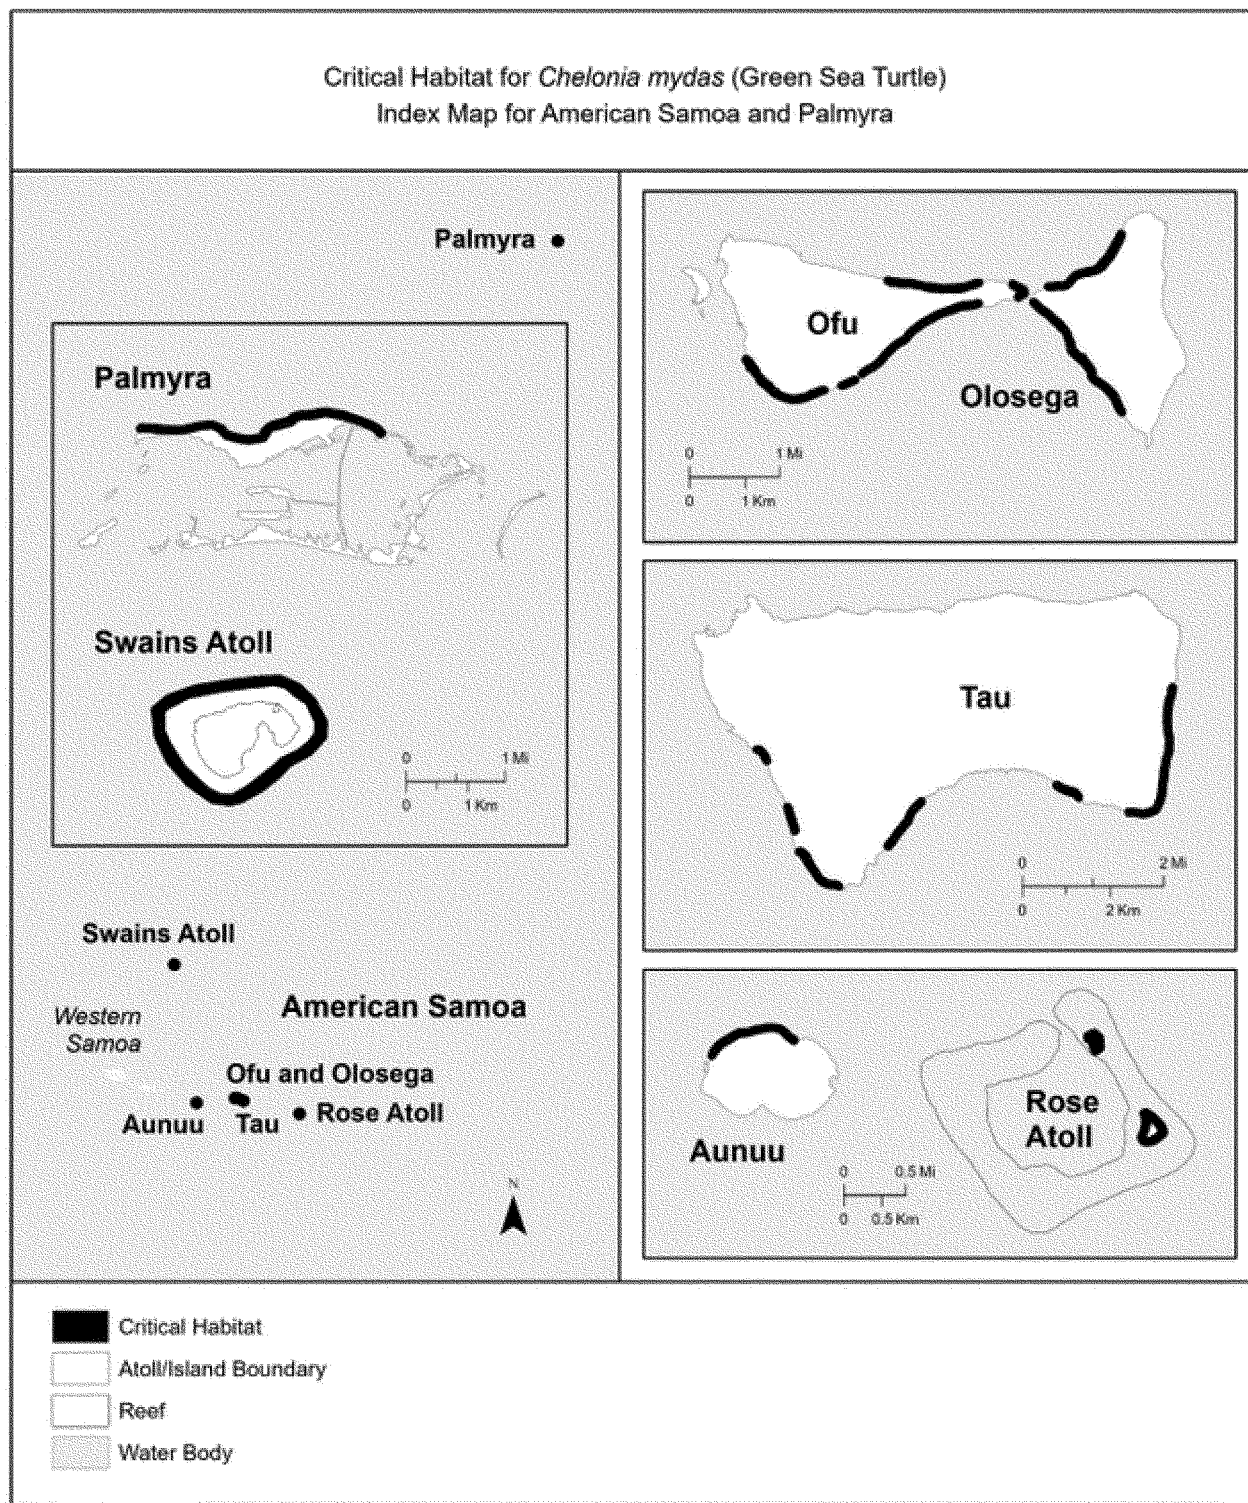 Critical Habitat for Chelonia mydas (Green Sea Turtle)
Index Map for American Samoa and Palmyra
Palmyra
Palmyra
Swains Atoll
0 1 Mi
0 1 Km
Swains Atoll
Western
Samoa
American Samoa
Ofu and Olosega
Aunuu
Tau
Rose Atoll
N
Ofu
Olosega
0 1 Mi
0 1 Km
Tau
0 2 Mi
0 2 Km
Aunuu
Rose
Atoll
0 0.5 Mi
0 0.5 Km
Critical Habitat
Atoll/Island Boundary
Reef
Water Body